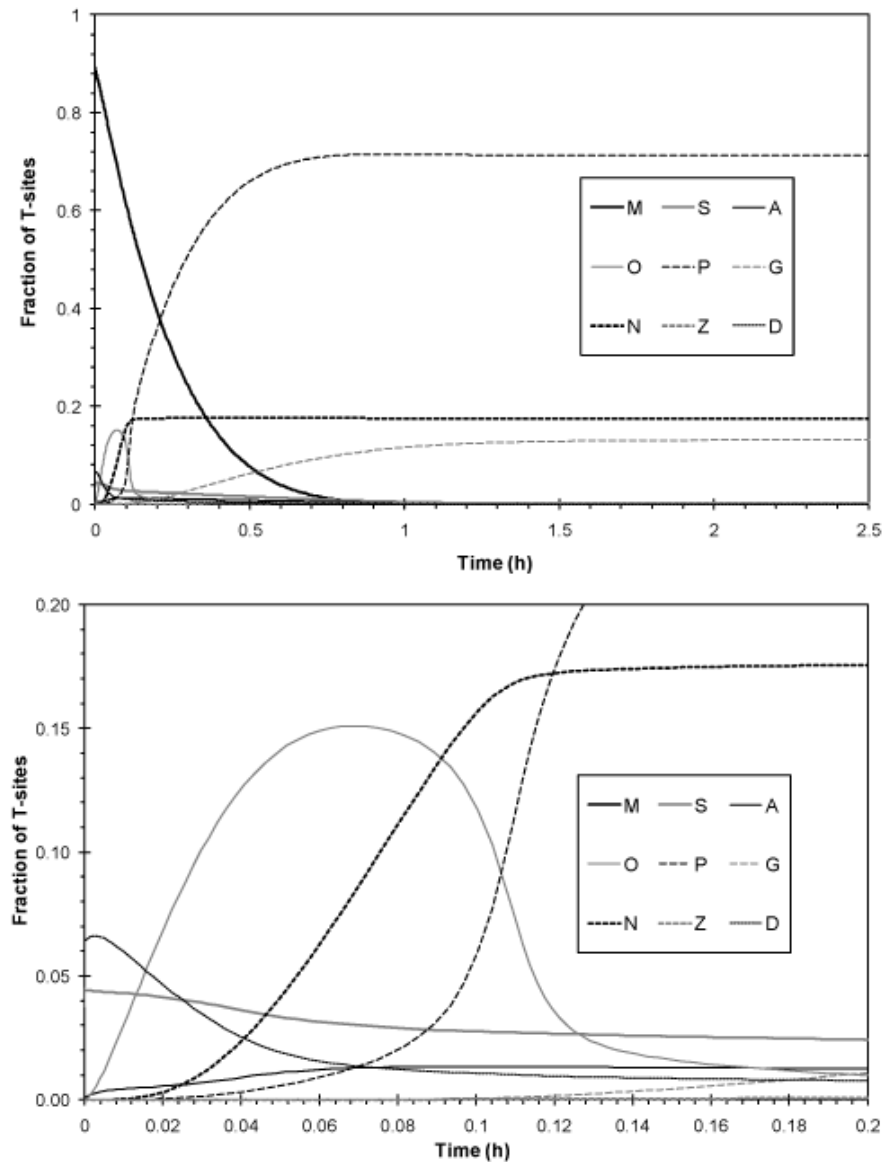 1
0.8
0.6
0.4
0.2
0
Fraction of T-sites
M S A
O P G
N Z D
0 0.5 1 1.5 2 2.5
Time (h)
0.20
0.15
0.10
0.05
0.00
Fraction of T-sites
M S A
O P G
N Z D
0 0.02 0.04 0.06 0.08 0.1 0.12 0.14 0.16 0.18 0.2
Time (h)